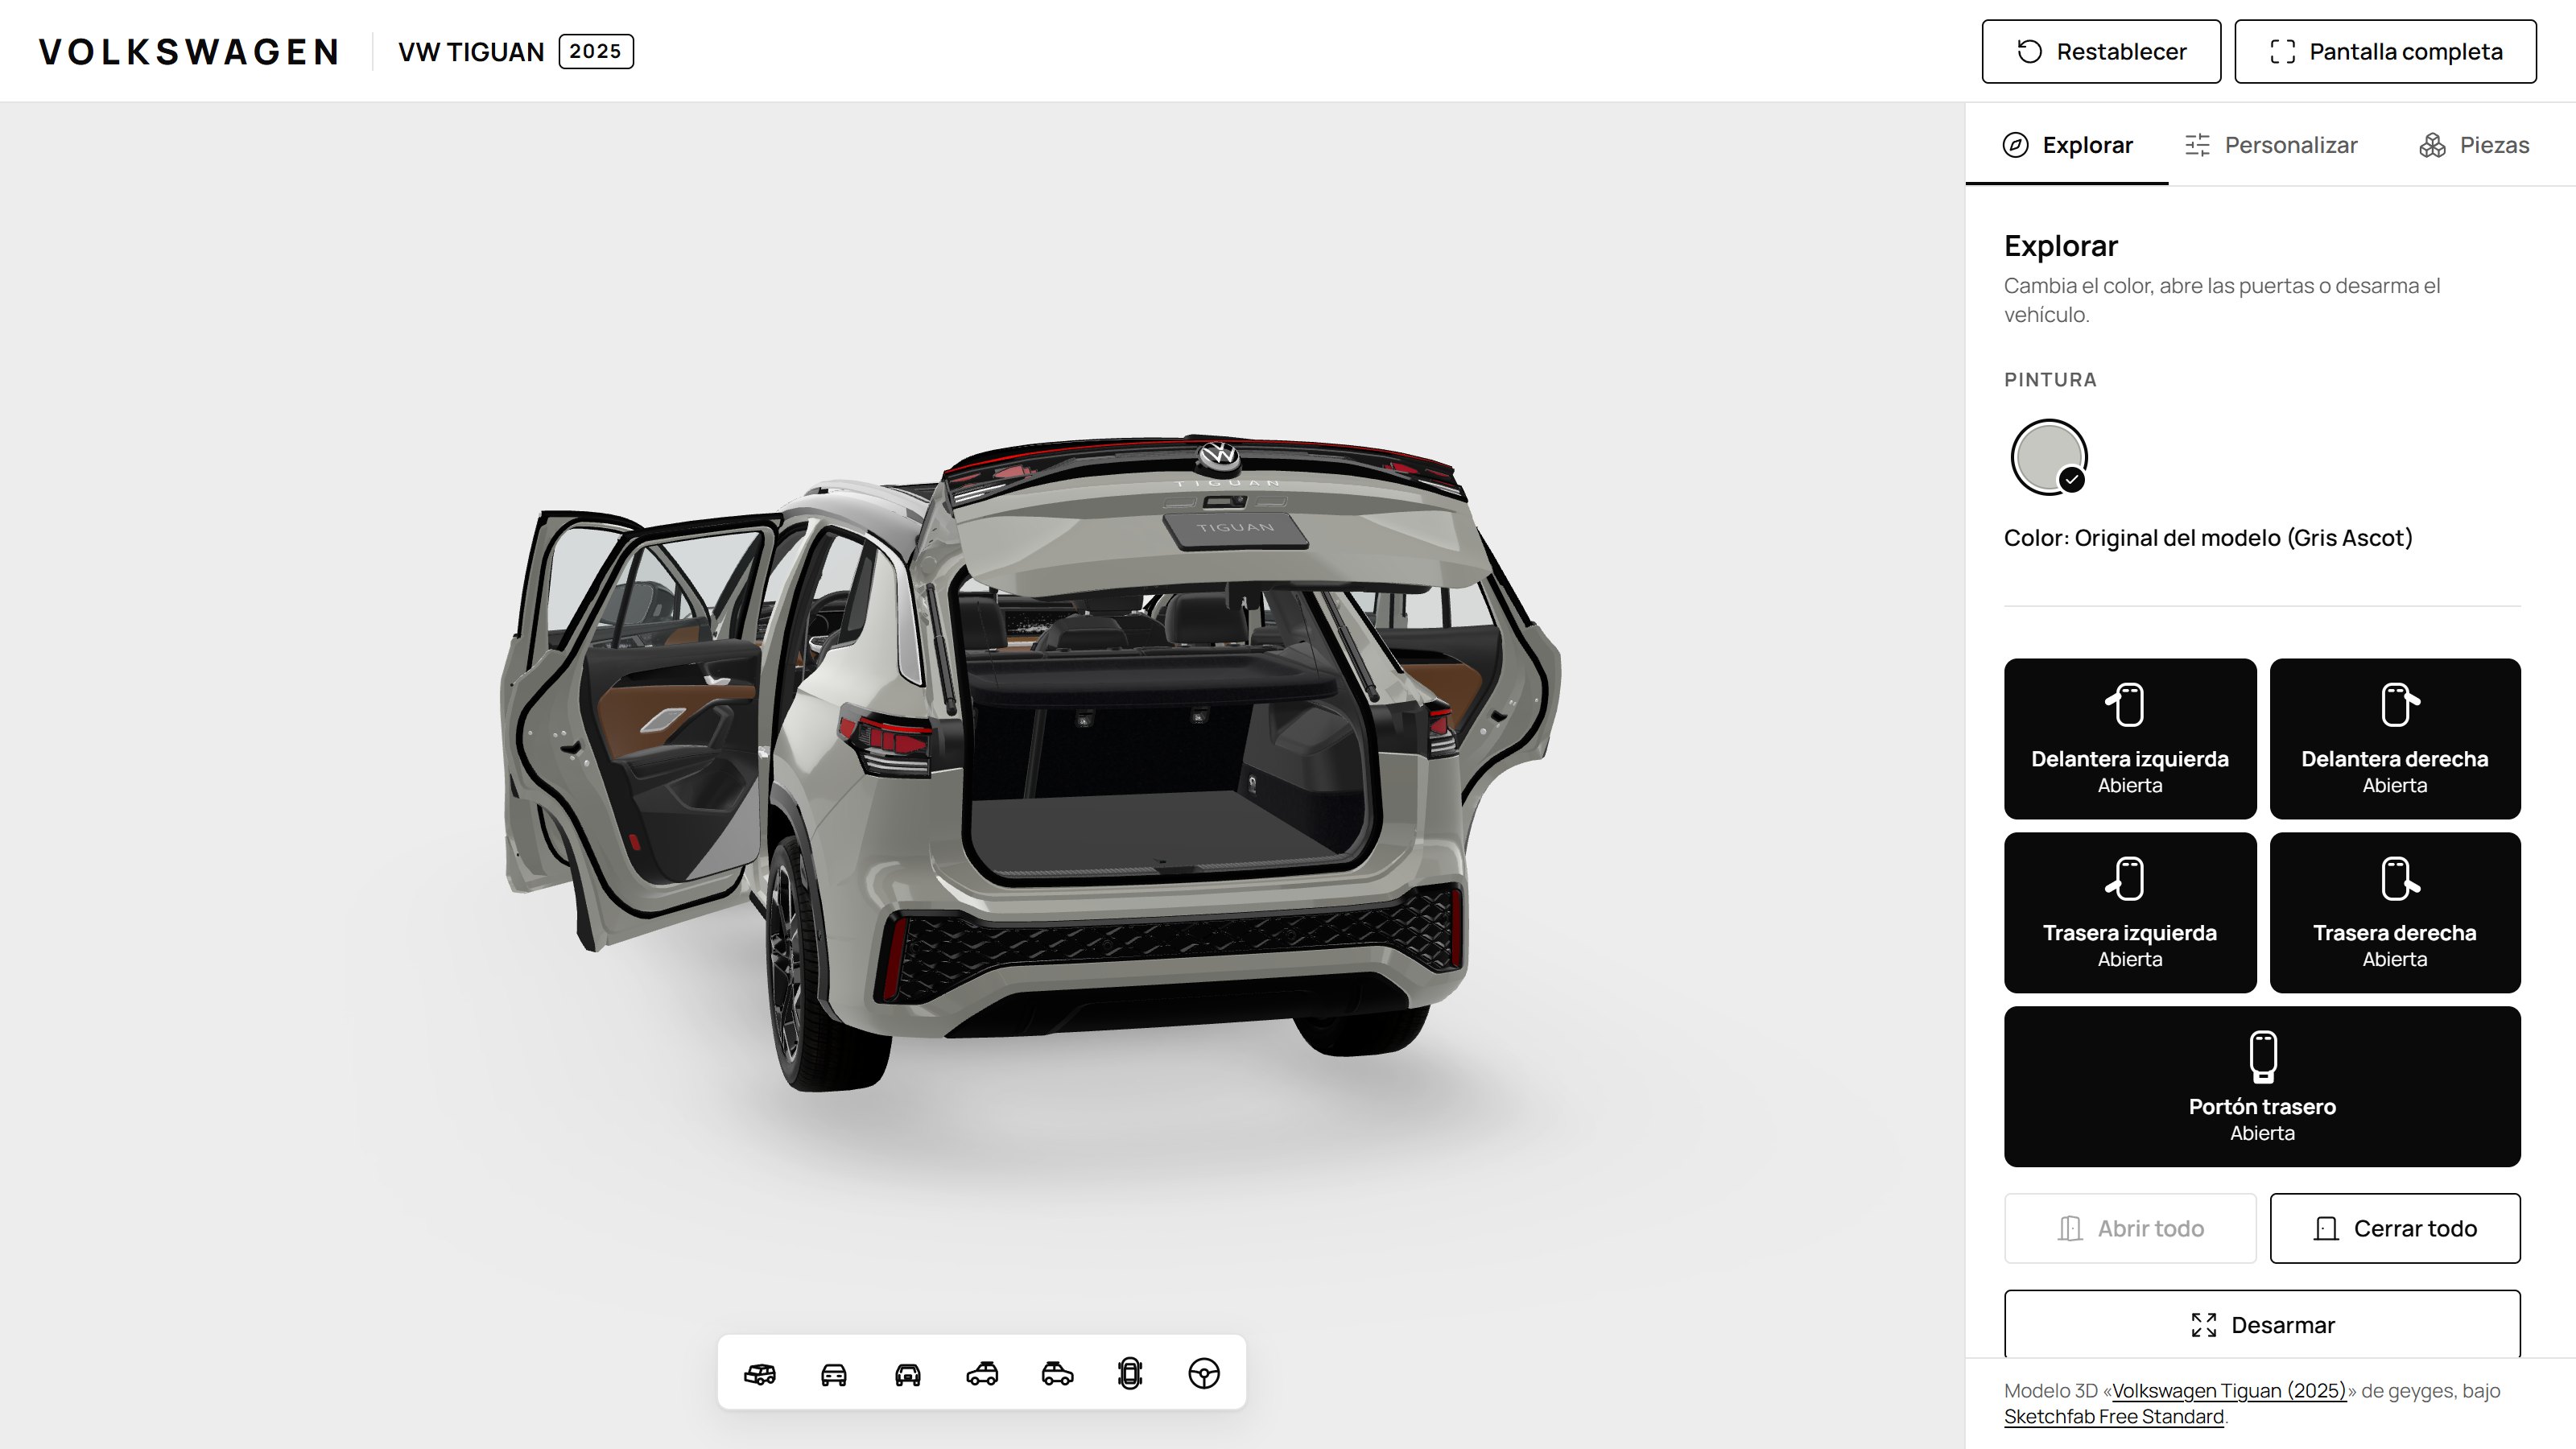 VOLKSWAGEN
VW TIGUAN
2025
Restablecer
Pantalla completa
Explorar
Personalizar
Piezas
Explorar
Cambia el color, abre las puertas o desarma el
vehículo.
PINTURA
Color: Original del modelo (Gris Ascot)
TIGUAN
TIGUAN
Delantera izquierda
Abierta
Delantera derecha
Abierta
Trasera izquierda
Abierta
Trasera derecha
Abierta
Portón trasero
Abierta
Abrir todo
Cerrar todo
Desarmar
Modelo 3D «Volkswagen Tiguan (2025)» de geyges, bajo
Sketchfab Free Standard.